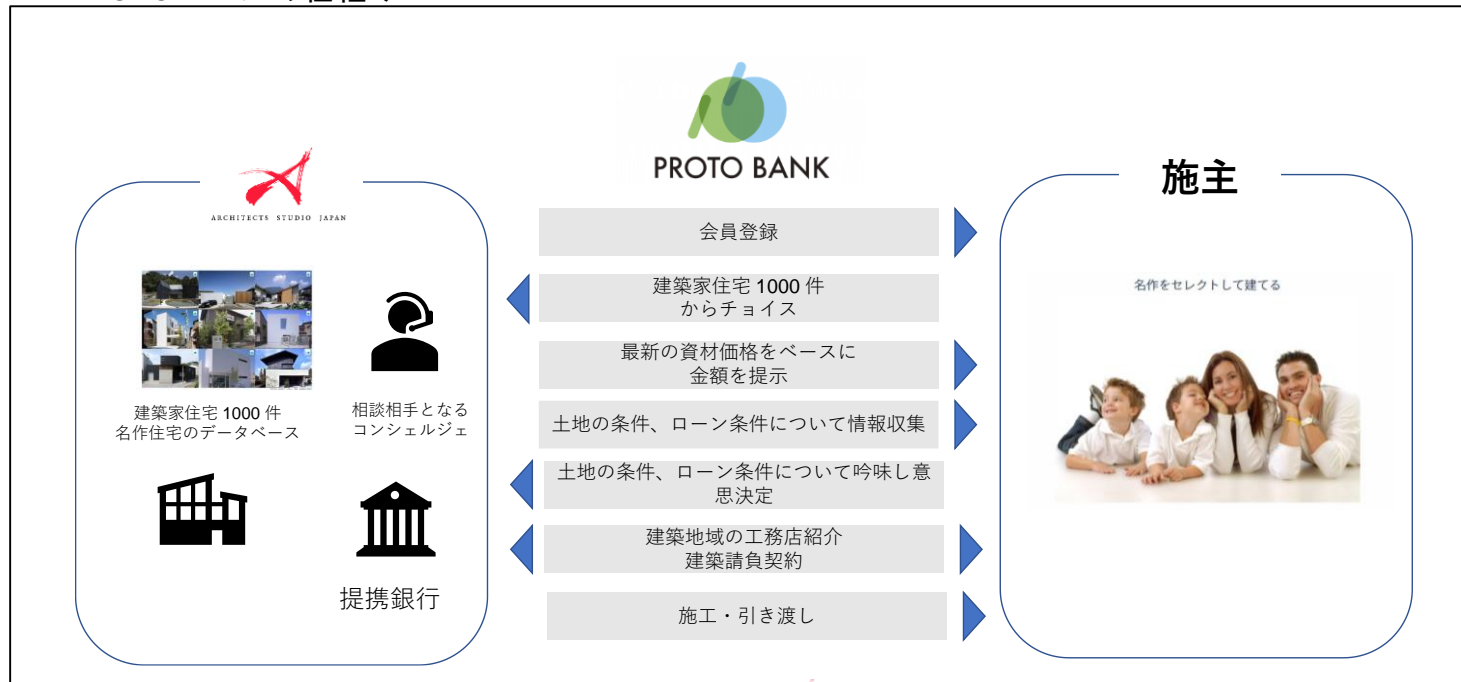 PROTO BANK
ARCHITECTS STUDIO JAPAN
施主
会員登録
建築家住宅 1000 件
からチョイス
最新の資材価格をベースに
金額を提示
土地の条件、ローン条件について情報収集
土地の条件、ローン条件について吟味し意
思決定
建築地域の工務店紹介
建築請負契約
施工・引き渡し
建築家住宅 1000 件
名作住宅のデータベース
相談相手となる
コンシェルジェ
提携銀行
名作をセレクトして建てる